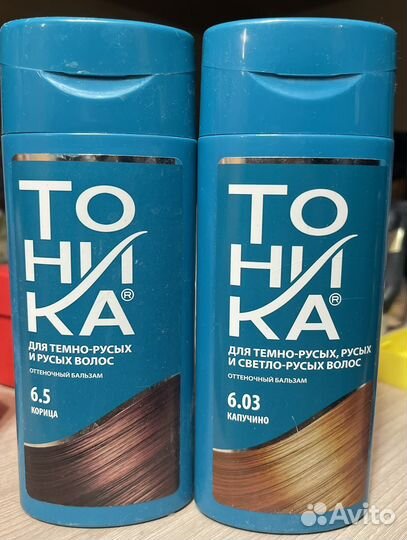 ТО
НИ
КА®
ДЛЯ ТЕМНО-РУСЫХ
И РУСЫХ ВОЛОС
ОТТЕНОЧНЫЙ БАЛЬЗАМ
6.5
КОРИЦА
ТО
НИ
КА®
ДЛЯ ТЕМНО-РУСЫХ, РУСЫХ
И СВЕТЛО-РУСЫХ ВОЛОС
ОТТЕНОЧНЫЙ БАЛЬЗАМ
6.03
КАПУЧИНО
Avito